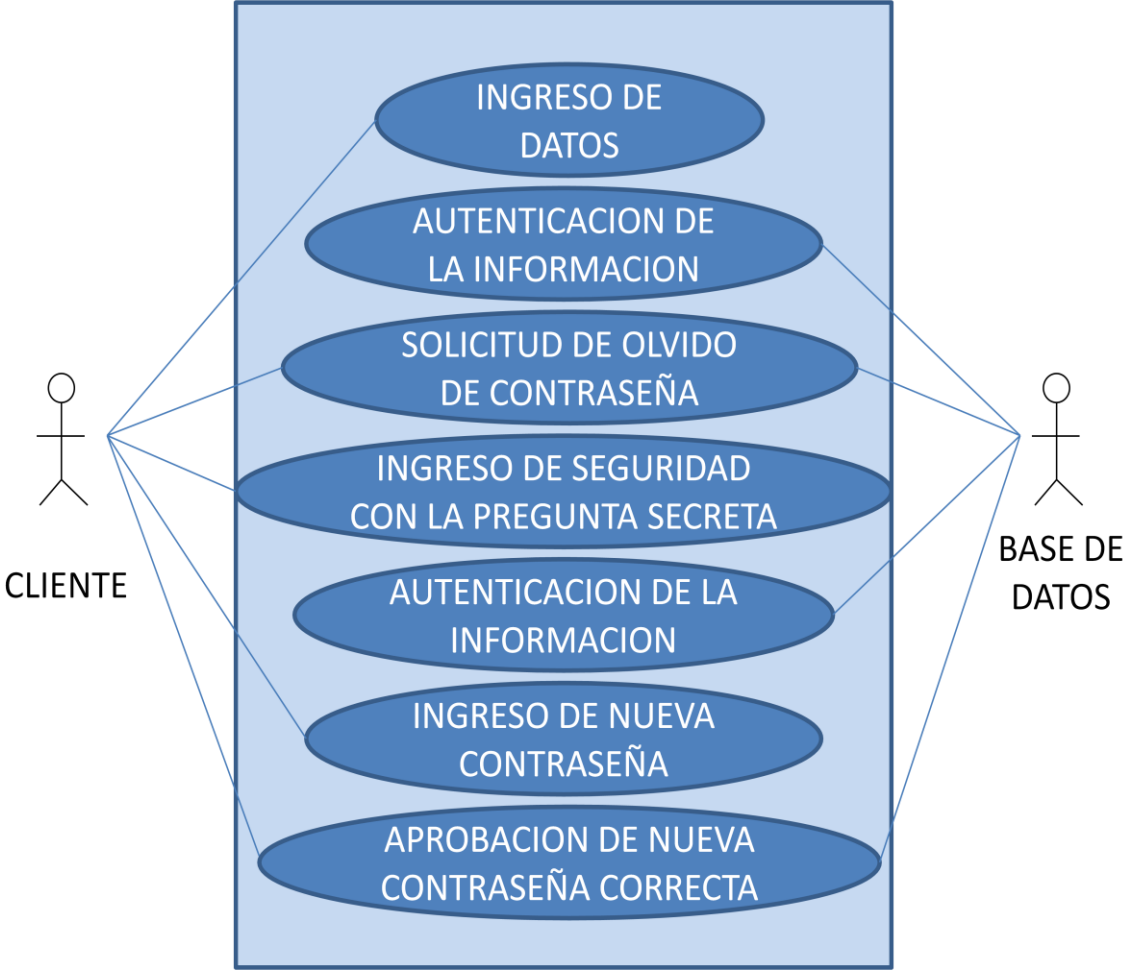 INGRESO DE
DATOS
AUTENTICACION DE
LA INFORMACION
SOLICITUD DE OLVIDO
DE CONTRASEÑA
INGRESO DE SEGURIDAD
CON LA PREGUNTA SECRETA
AUTENTICACION DE LA
INFORMACION
INGRESO DE NUEVA
CONTRASEÑA
APROBACION DE NUEVA
CONTRASEÑA CORRECTA
CLIENTE
BASE DE
DATOS